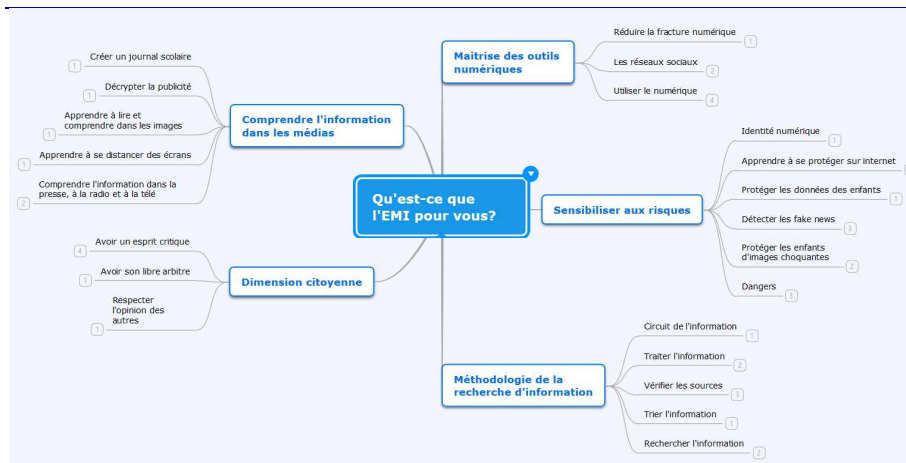 Qu'est-ce que
l'EMI pour vous?
Comprendre l'information
dans les médias
Créer un journal scolaire
1
Décrypter la publicité
1
Apprendre à lire et
comprendre dans les images
1
Apprendre à se distancer des écrans
1
Comprendre l'information dans la
presse, à la radio et à la télé
2
Dimension citoyenne
Avoir un esprit critique
4
Avoir son libre arbitre
1
Respecter
l'opinion des
autres
1
Maitrise des outils
numériques
Réduire la fracture numérique
1
Les réseaux sociaux
2
Utiliser le numérique
4
Sensibiliser aux risques
Identité numérique
1
Apprendre à se protéger sur internet
Protéger les données des enfants
1
Détecter les fake news
3
Protéger les enfants
d'images choquantes
2
Dangers
3
Méthodologie de la
recherche d'information
Circuit de l'information
1
Traiter l'information
2
Vérifier les sources
3
Trier l'information
1
Rechercher l'information
2